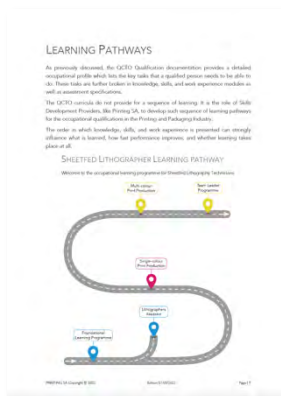 LEARNING PATHWAYS
As previously discussed, the QCTO Qualification documentation provides a detailed
occupational profile which lists the key tasks that a qualified person needs to be able to
do. These tasks are further broken in knowledge, skills, and work experience modules as
well as assessment specifications.
The QCTO curricula do not provide for a sequence of learning. It is the role of Skills
Development Providers, like Printing SA, to develop such sequence of learning pathways
for the occupational qualifications in the Printing and Packaging Industry.
The order in which knowledge, skills, and work experience is presented can strongly
influence what is learned, how fast performance improves, and whether learning takes
place at all.
SHEETFED LITHOGRAPHER LEARNING PATHWAY
Welcome to the occupational learning programme for Sheetfed Lithography Technicians
Multi-colour
Print Production
Team Leader
Programme
Single-colour
Print Production
Lithographers
Assistant
Foundational
Learning Programme
PRINTING SA Copyright ©
Page | 7